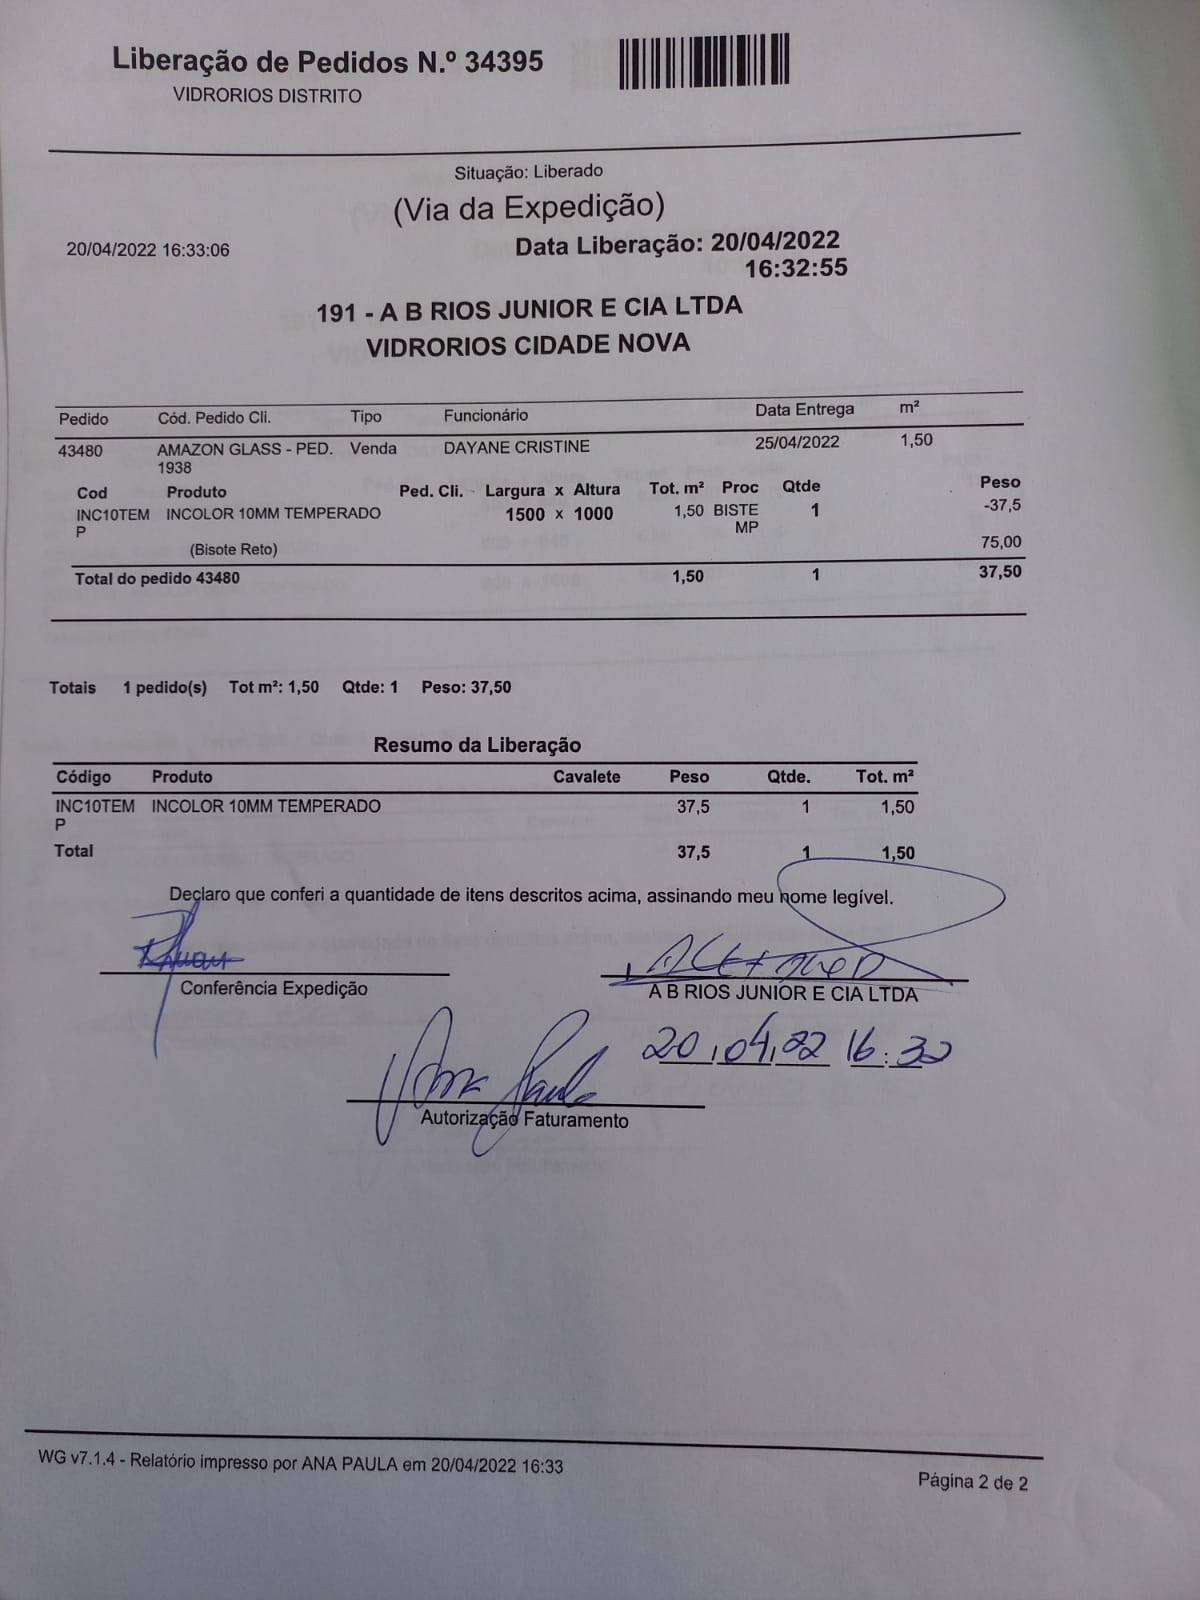 Liberação de Pedidos N.º 34395
VIDRORIOS DISTRITO
Situação: Liberado
(Via da Expedição)
20/04/2022 16:33:06
Data Liberação: 20/04/2022
16:32:55
191 - A B RIOS JUNIOR E CIA LTDA
VIDRORIOS CIDADE NOVA
Pedido Cód. Pedido Cli. Tipo Funcionário Data Entrega m²
43480 AMAZON GLASS - PED. Venda DAYANE CRISTINE 25/04/2022 1,50
1938
Cod Produto Ped. Cli. Largura x Altura Tot. m² Proc Qtde Peso
INC10TEM INCOLOR 10MM TEMPERADO 1500 x 1000 1,50 BISTE 1 -37,5
P MP
(Bisote Reto) 75,00
Total do pedido 43480 1,50 1 37,50
Totais 1 pedido(s) Tot m²: 1,50 Qtde: 1 Peso: 37,50
Resumo da Liberação
Código Produto Cavalete Peso Qtde. Tot. m²
INC10TEM INCOLOR 10MM TEMPERADO 37,5 1 1,50
P
Total 37,5 1 1,50
Declaro que conferi a quantidade de itens descritos acima, assinando meu nome legível.
Conferência Expedição
A B RIOS JUNIOR E CIA LTDA
20,04,22 16:32
Ana Paula
Autorização Faturamento
WG v7.1.4 - Relatório impresso por ANA PAULA em 20/04/2022 16:33
Página 2 de 2